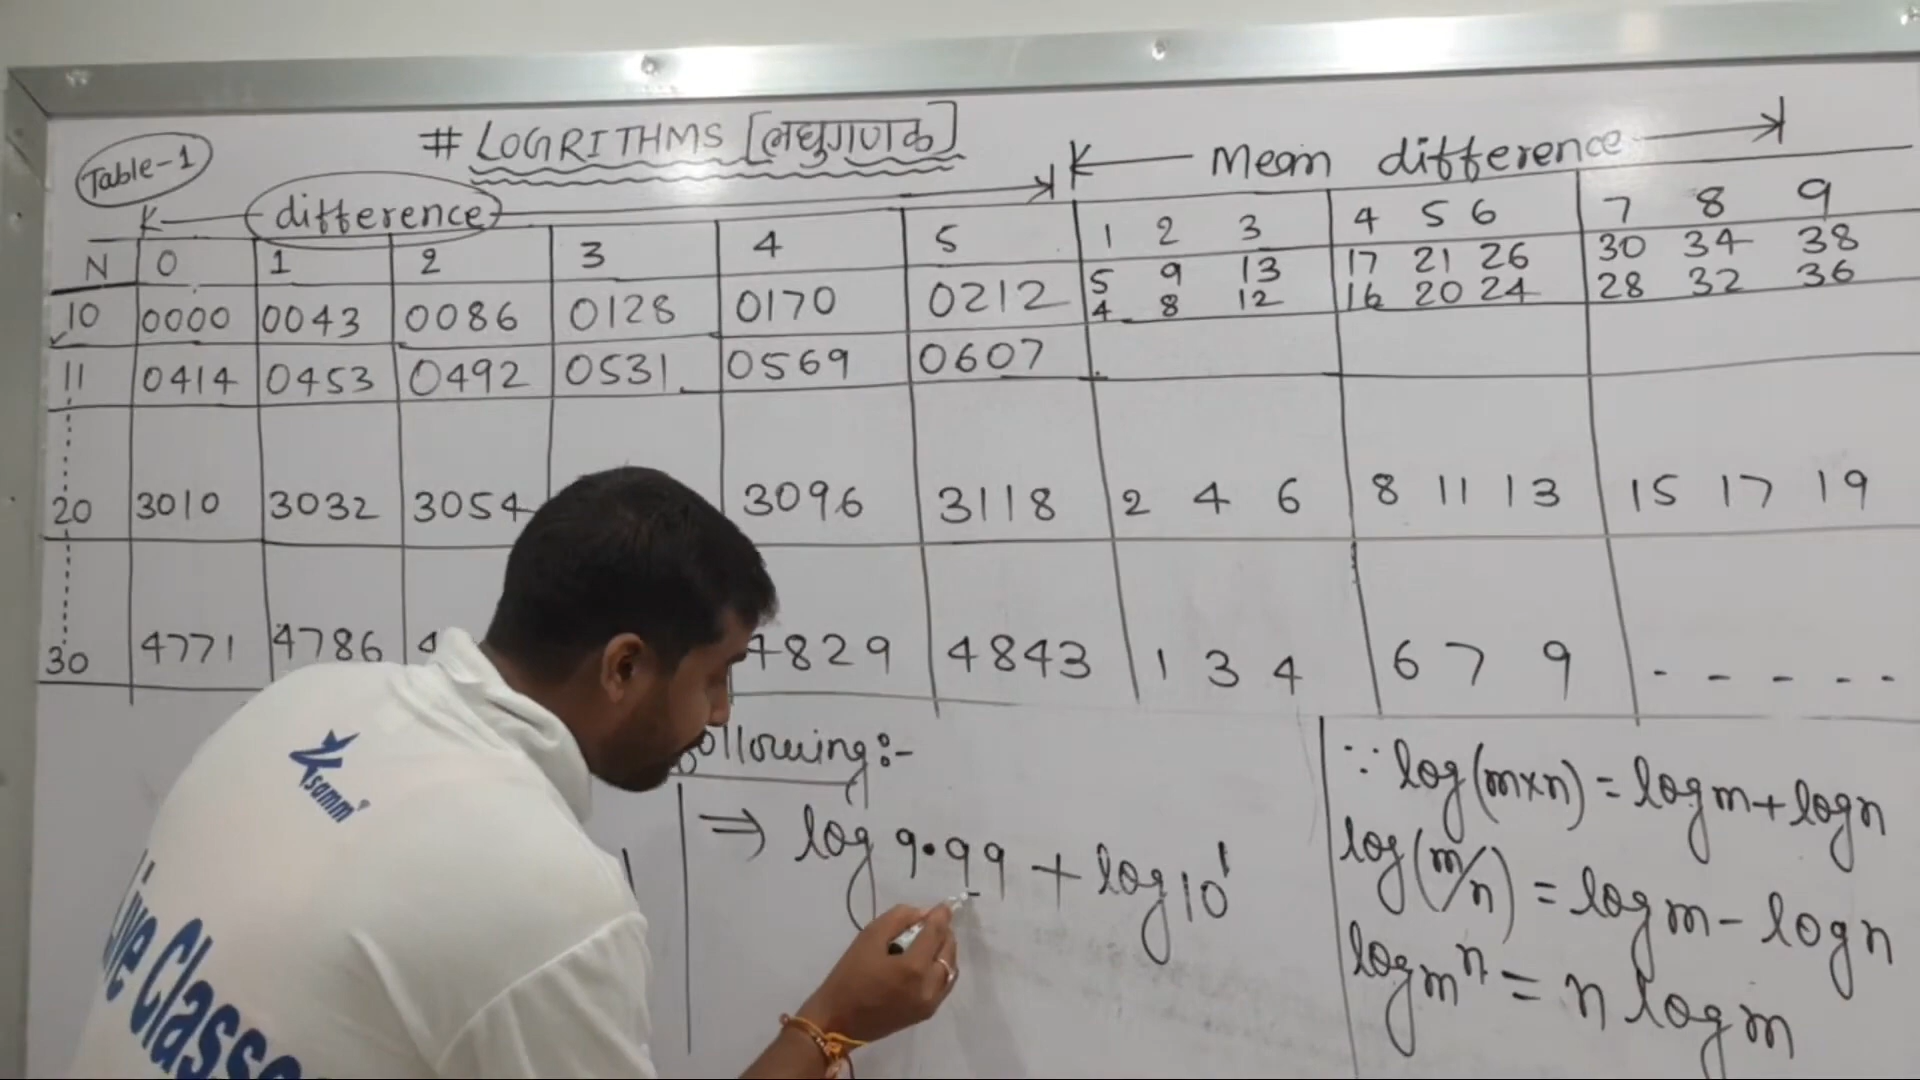 # LOGRITHMS [लघुगणक]
Table-1
Mean difference
difference
N 0 1 2 3 4 5 1 2 3 4 5 6 7 8 9
10 0000 0043 0086 0128 0170 0212 5 9 13 17 21 26 30 34 38
4 8 12 16 20 24 28 32 36
11 0414 0453 0492 0531 0569 0607
20 3010 3032 3054 3096 3118 2 4 6 8 11 13 15 17 19
30 4771 4786 4829 4843 1 3 4 6 7 9 - - - - -
following:-
⇒ log 9.99 + log 10¹
∵ log(m×n) = log m + log n
log(m/n) = log m - log n
log mⁿ = n log m
samm
Live Classes